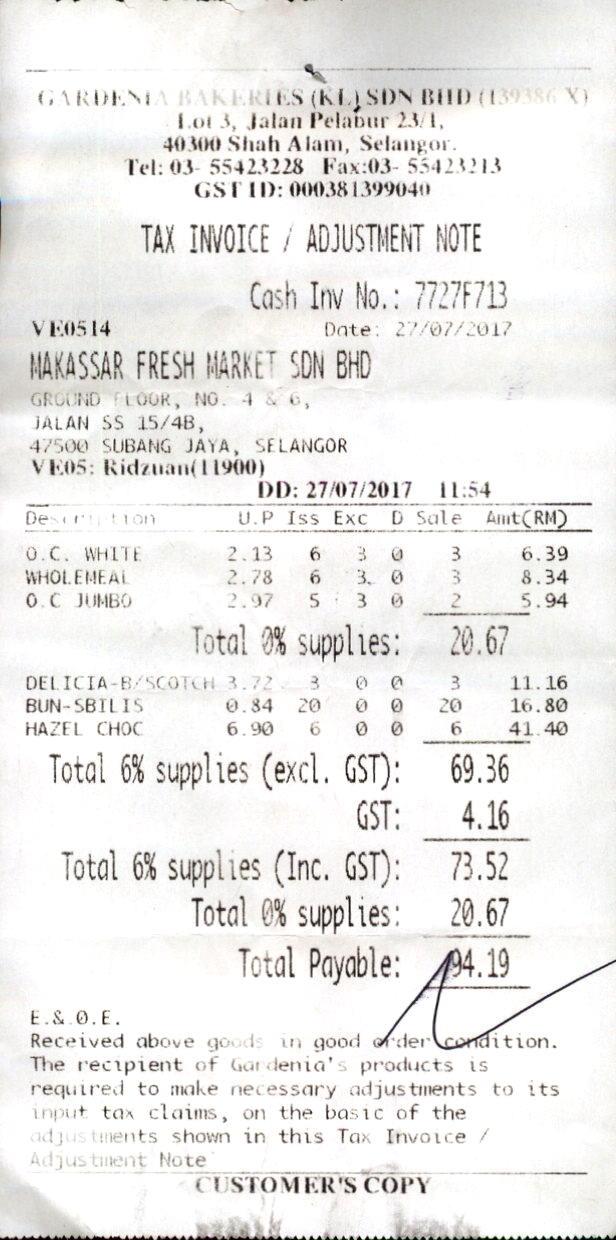 GARDENIA BAKERIES (KL) SDN BHD (139386 X)
Lot 3, Jalan Pelabur 23/1,
40300 Shah Alam, Selangor.
Tel: 03- 55423228 Fax:03- 55423213
GST ID: 000381399040
TAX INVOICE / ADJUSTMENT NOTE
Cash Inv No.: 7727F713
VE0514 Date: 27/07/2017
MAKASSAR FRESH MARKET SDN BHD
GROUND FLOOR, NO. 4 & 6,
JALAN SS 15/4B,
47500 SUBANG JAYA, SELANGOR
VE05: Ridzuan(11900)
DD: 27/07/2017 11:54
Description U.P Iss Exc D Sale Amt(RM)
O.C. WHITE 2.13 6 3 0 3 6.39
WHOLEMEAL 2.78 6 3 0 3 8.34
O.C JUMBO 2.97 5 3 0 2 5.94
Total 0% supplies: 20.67
DELICIA-B/SCOTCH 3.72 3 0 0 3 11.16
BUN-SBILIS 0.84 20 0 0 20 16.80
HAZEL CHOC 6.90 6 0 0 6 41.40
Total 6% supplies (excl. GST): 69.36
GST: 4.16
Total 6% supplies (Inc. GST): 73.52
Total 0% supplies: 20.67
Total Payable: 94.19
E.&.O.E.
Received above goods in good order condition.
The recipient of Gardenia's products is
required to make necessary adjustments to its
input tax claims, on the basic of the
adjustments shown in this Tax Invoice /
Adjustment Note
CUSTOMER'S COPY